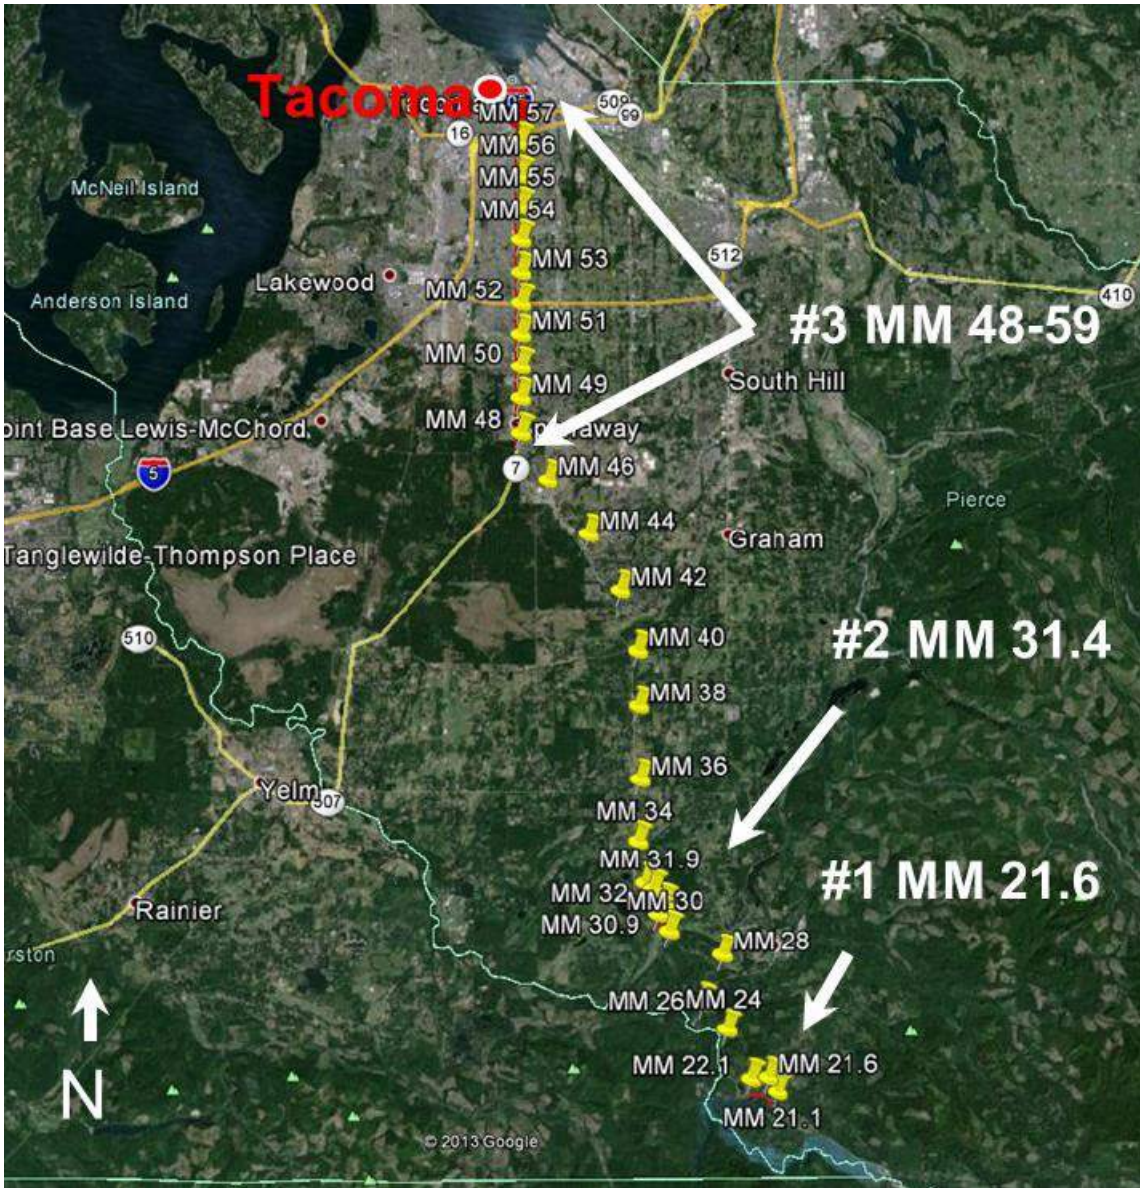 Tacoma
509
99
16
MM 57
MM 56
MM 55
MM 54
McNeil Island
MM 53
512
Lakewood
MM 52
Anderson Island
410
MM 51
#3 MM 48-59
MM 50
MM 49
South Hill
MM 48
oint Base Lewis-McChord
7
MM 46
5
Pierce
MM 44
Graham
Tanglewilde-Thompson Place
MM 42
510
MM 40
#2 MM 31.4
MM 38
MM 36
Yelm
507
MM 34
MM 31.9
#1 MM 21.6
MM 32
MM 30
Rainier
MM 30.9
MM 28
rston
MM 26
MM 24
MM 22.1
MM 21.6
N
MM 21.1
© 2013 Google